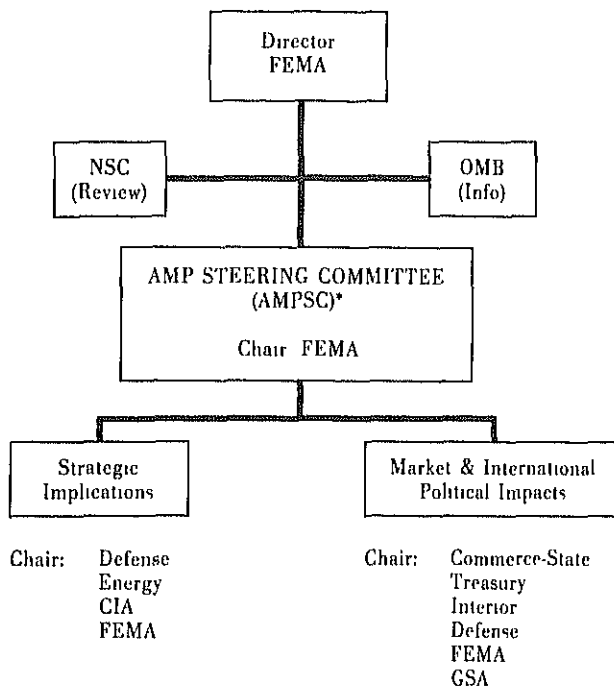 Director
FEMA
NSC
(Review)
OMB
(Info)
AMP STEERING COMMITTEE
(AMPSC)*
Chair FEMA
Strategic
Implications
Market & International
Political Impacts
Chair: Defense
Energy
CIA
FEMA
Chair: Commerce-State
Treasury
Interior
Defense
FEMA
GSA